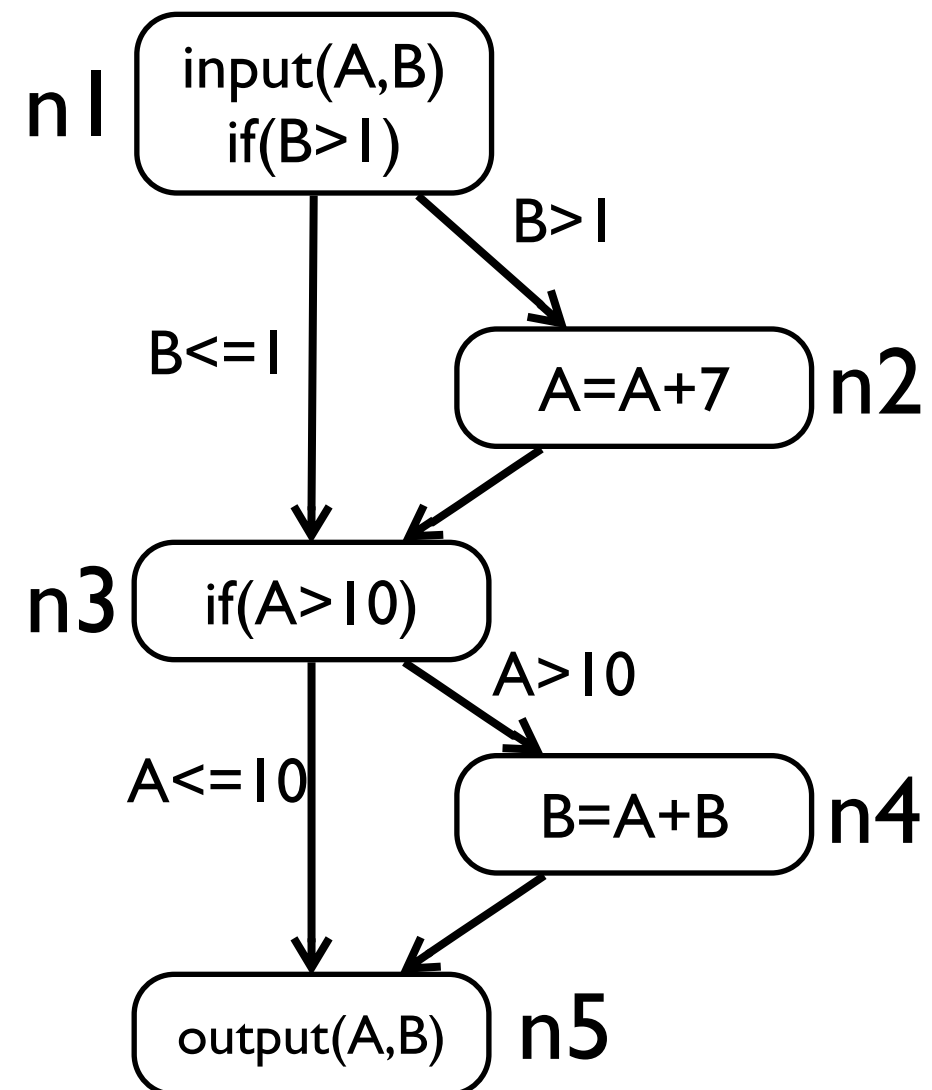 n1
input(A,B)
if(B>1)
B>1
B<=1
A=A+7
n2
n3
if(A>10)
A>10
A<=10
B=A+B
n4
output(A,B)
n5